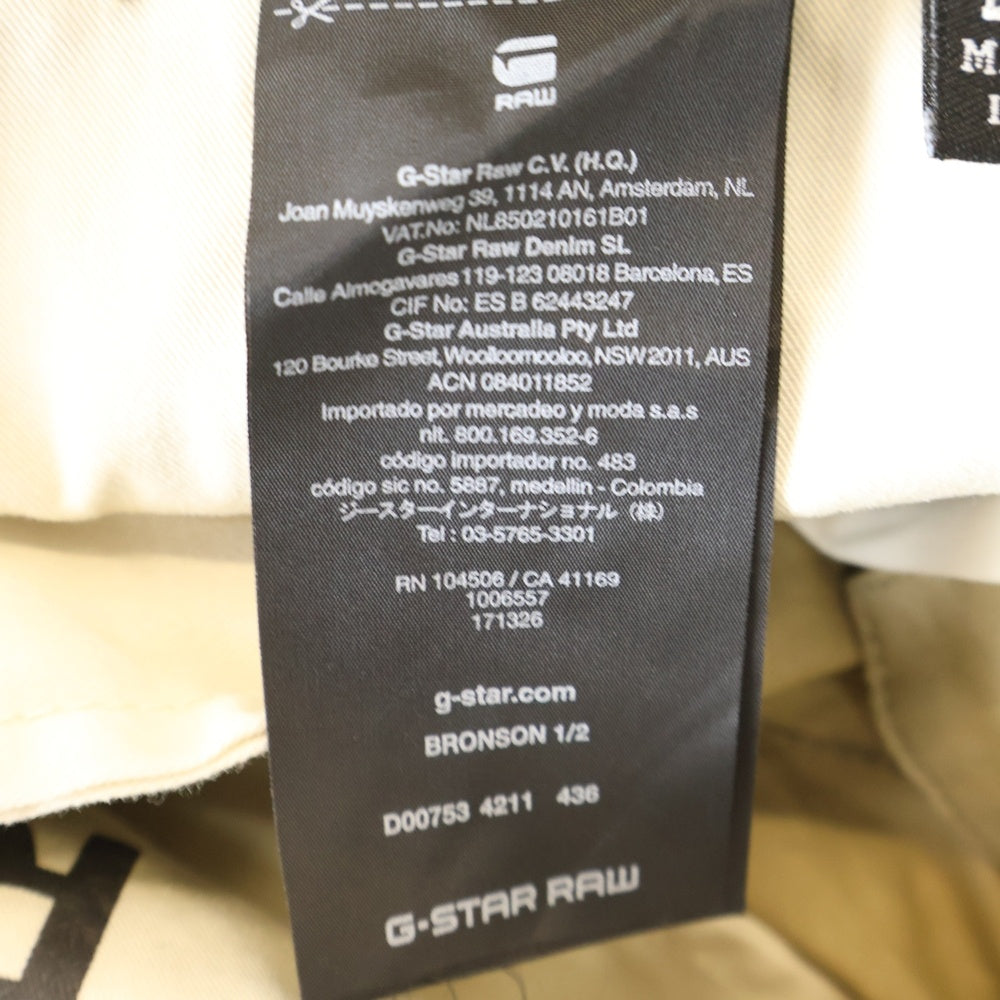 G
RAW
G-Star Raw C.V. (H.Q.)
Joan Muyskenweg 39, 1114 AN, Amsterdam, NL
VAT.No: NL850210161B01
G-Star Raw Denim SL
Calle Almogavares 119-123 08018 Barcelona, ES
CIF No: ES B 62443247
G-Star Australia Pty Ltd
120 Bourke Street, Woolloomooloo, NSW 2011, AUS
ACN 084011852
Importado por mercadeo y moda s.a.s
nit. 800.169.352-6
código importador no. 483
código sic no. 5887, medellin - Colombia
ジースターインターナショナル（株）
Tel : 03-5765-3301
RN 104506 / CA 41169
1006557
171326
g-star.com
BRONSON 1/2
D00753 4211 436
G-STAR RAW